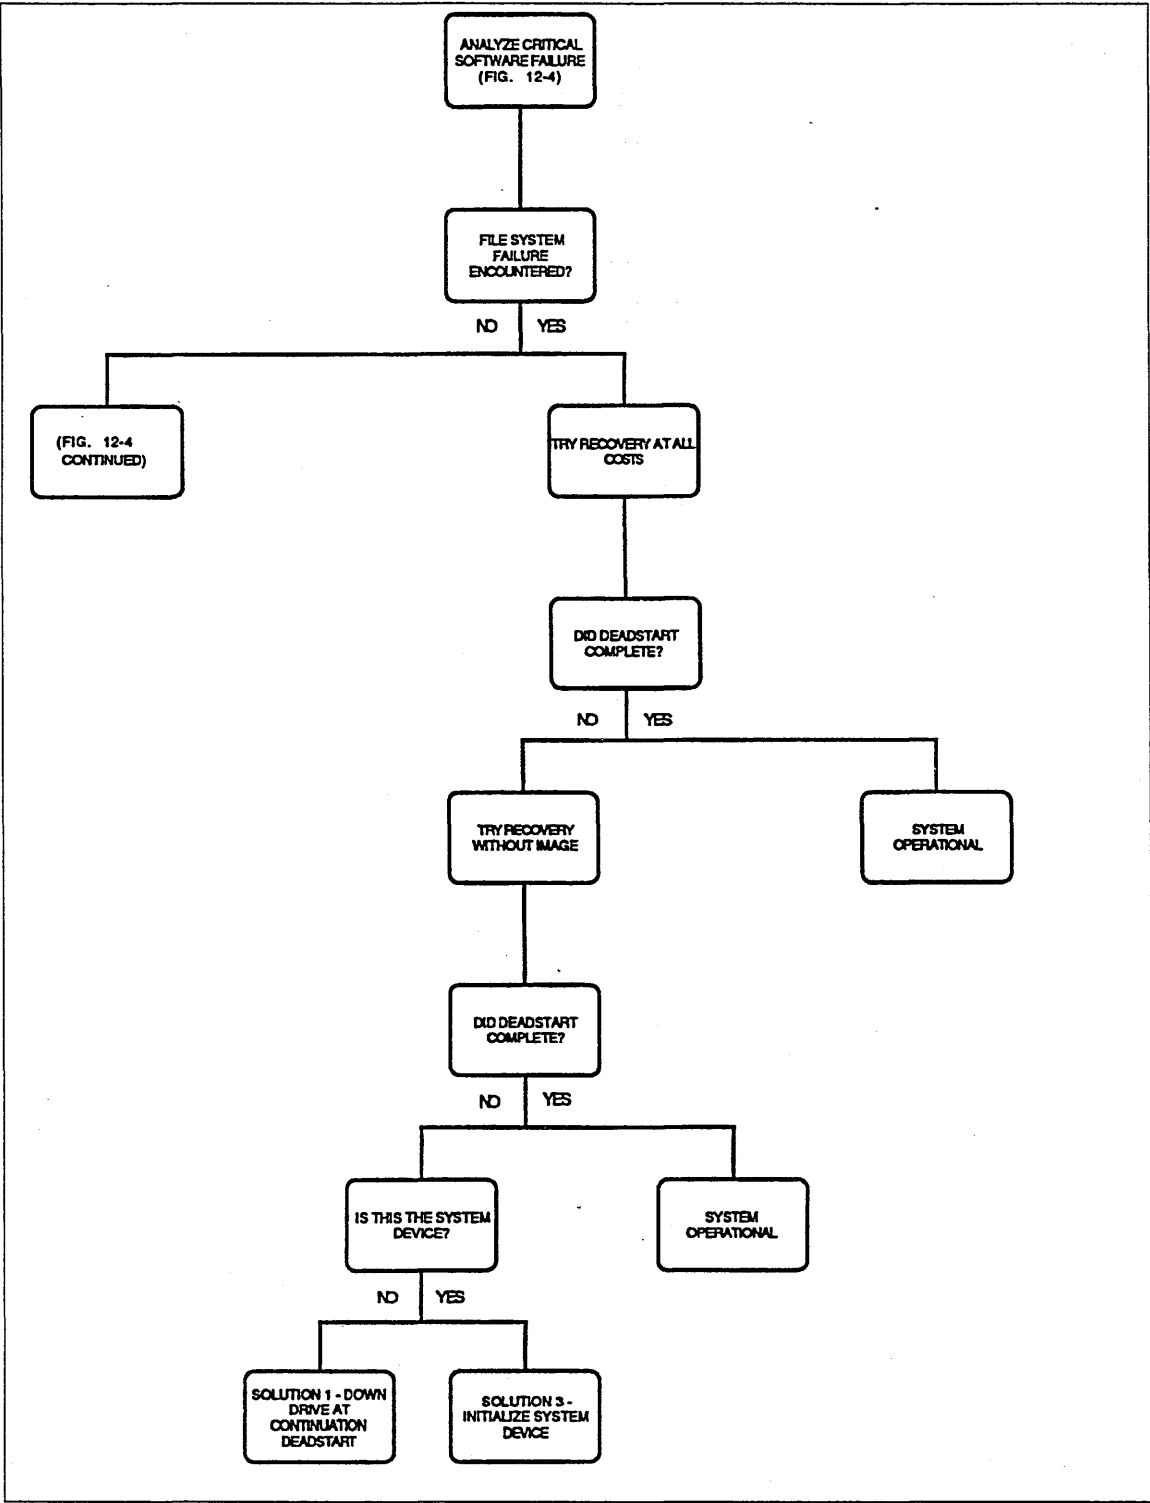 ANALYZE CRITICAL
SOFTWARE FAILURE
(FIG. 12-4)
FILE SYSTEM
FAILURE
ENCOUNTERED?
NO YES
(FIG. 12-4
CONTINUED)
TRY RECOVERY AT ALL
COSTS
DID DEADSTART
COMPLETE?
NO YES
TRY RECOVERY
WITHOUT IMAGE
SYSTEM
OPERATIONAL
DID DEADSTART
COMPLETE?
NO YES
IS THIS THE SYSTEM
DEVICE?
SYSTEM
OPERATIONAL
NO YES
SOLUTION 1 - DOWN
DRIVE AT
CONTINUATION
DEADSTART
SOLUTION 3 -
INITIALIZE SYSTEM
DEVICE